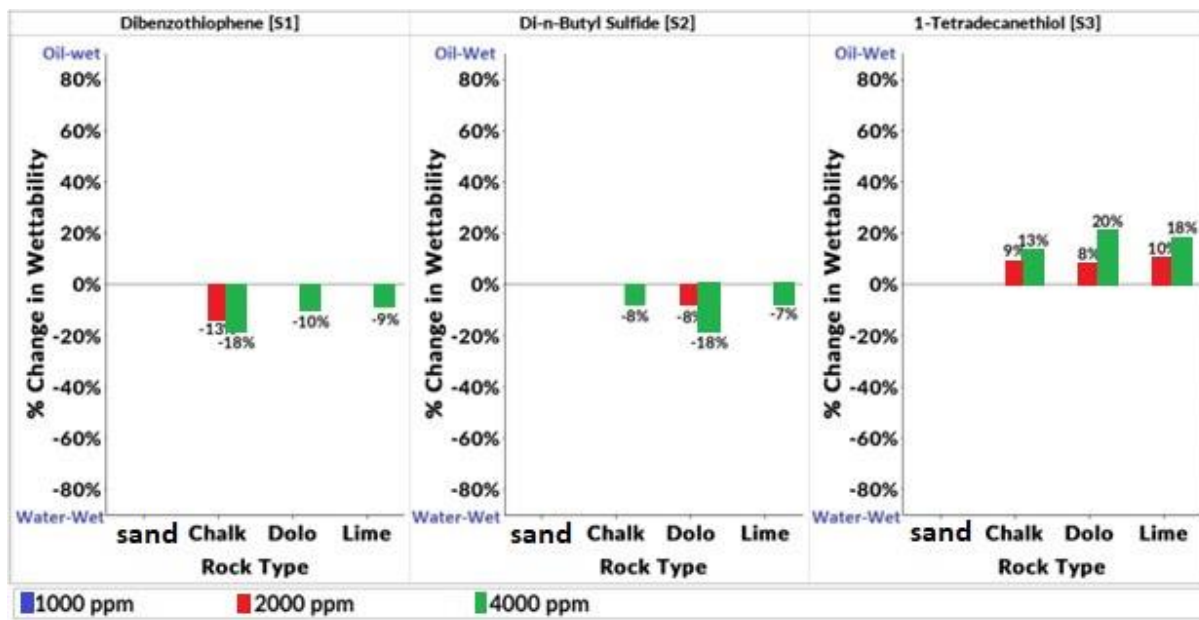 Dibenzothiophene [S1]
Oil-wet
80%
60%
40%
20%
0%
-20%
-40%
-60%
-80%
Water-Wet
% Change in Wettability
-13%
-18%
-10%
-9%
sand Chalk Dolo Lime
Rock Type
Di-n-Butyl Sulfide [S2]
Oil-Wet
80%
60%
40%
20%
0%
-20%
-40%
-60%
-80%
Water-Wet
% Change in Wettability
-8%
-8%
-18%
-7%
sand Chalk Dolo Lime
Rock Type
1-Tetradecanethiol [S3]
Oil-Wet
80%
60%
40%
20%
0%
-20%
-40%
-60%
-80%
Water-Wet
% Change in Wettability
9%
13%
8%
20%
10%
18%
sand Chalk Dolo Lime
Rock Type
1000 ppm 2000 ppm 4000 ppm